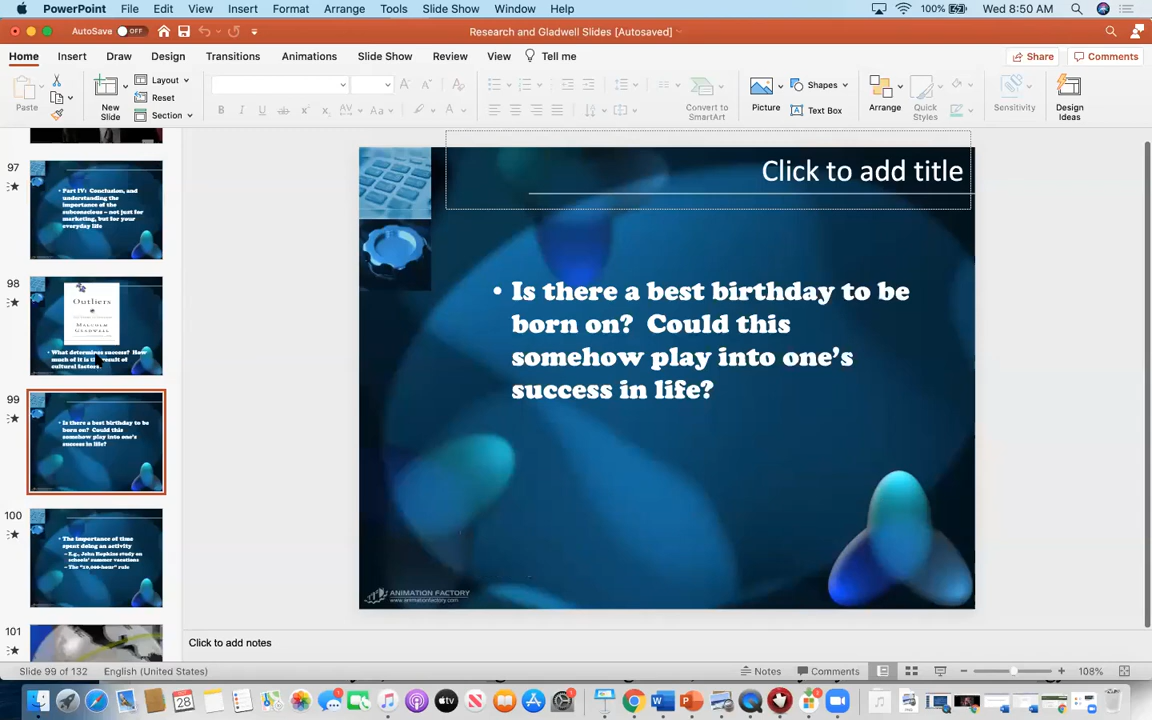 PowerPoint File Edit View Insert Format Arrange Tools Slide Show Window Help 100% Wed 8:50 AM
AutoSave OFF Research and Gladwell Slides [Autosaved]
Home Insert Draw Design Transitions Animations Slide Show Review View Tell me Share Comments
Paste
New Slide
Layout
Reset
Section
B I U
Convert to SmartArt
Picture
Shapes
Text Box
Arrange
Quick Styles
Sensitivity
Design Ideas
97
• Part IV: Conclusion, and
understanding the
importance of the
subconscious – not just for
marketing, but for your
everyday life
98
Outliers
MALCOLM
GLADWELL
• What determines success? How
much of it is the result of
cultural factors
99
• Is there a best birthday to be
born on? Could this
somehow play into one's
success in life?
100
• The importance of time
spent doing an activity
– E.g., John Hopkins study on
schools' summer vacations
– The "10,000-hour" rule
101
Click to add title
• Is there a best birthday to be
born on? Could this
somehow play into one's
success in life?
ANIMATION FACTORY
www.animationfactory.com
Click to add notes
Slide 99 of 132 English (United States) Notes Comments 108%